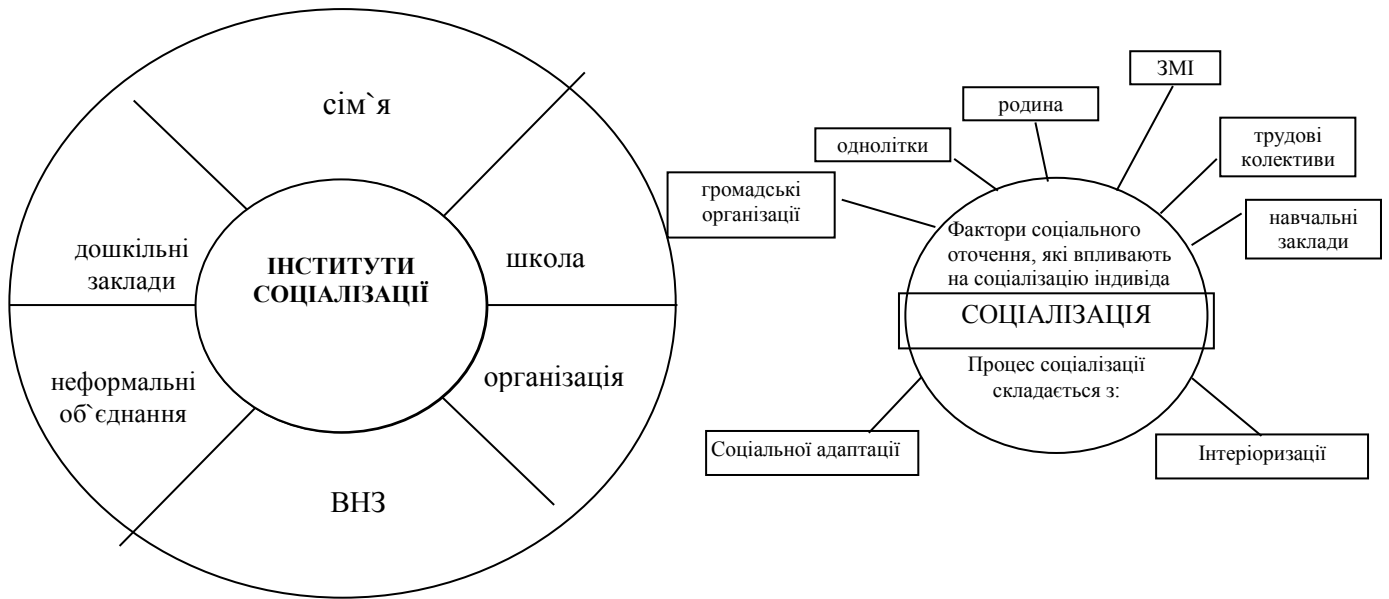 сім`я
дошкільні
заклади
ІНСТИТУТИ
СОЦІАЛІЗАЦІЇ
школа
неформальні
об`єднання
організація
ВНЗ
ЗМІ
родина
однолітки
трудові
колективи
громадські
організації
навчальні
заклади
Фактори соціального
оточення, які впливають
на соціалізацію індивіда
СОЦІАЛІЗАЦІЯ
Процес соціалізації
складається з:
Соціальної адаптації
Інтеріоризації